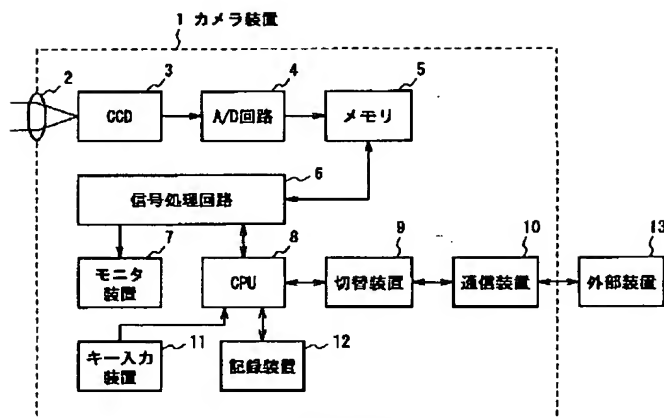 1 カメラ装置
2
3
4
5
CCD
A/D回路
メモリ
6
信号処理回路
7
8
9
10
13
モニタ
装置
CPU
切替装置
通信装置
外部装置
11
12
キー入力
装置
記録装置